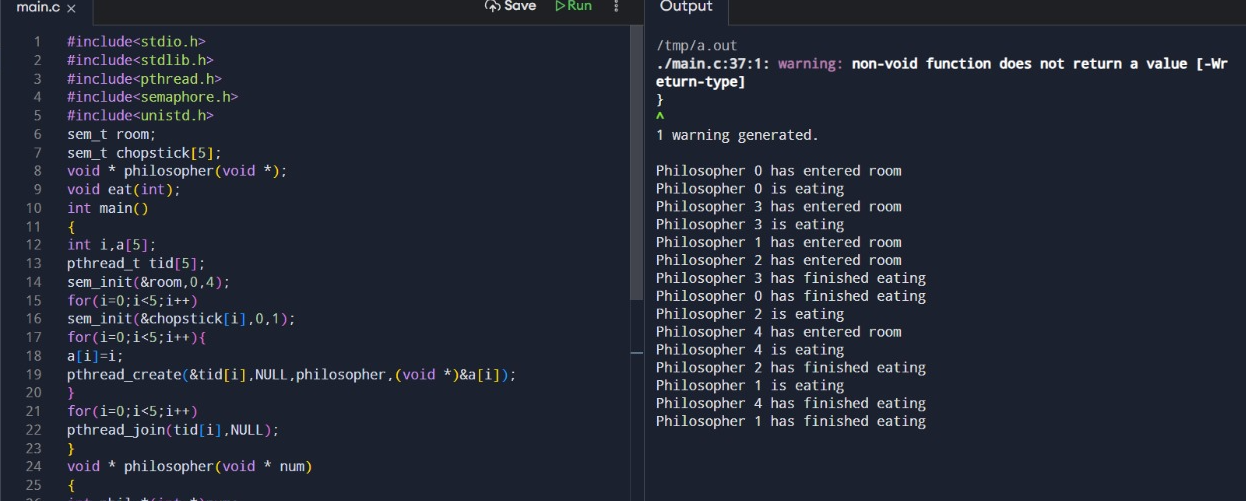 main.c ×
Save
Run
Output
1 #include<stdio.h>
2 #include<stdlib.h>
3 #include<pthread.h>
4 #include<semaphore.h>
5 #include<unistd.h>
6 sem_t room;
7 sem_t chopstick[5];
8 void * philosopher(void *);
9 void eat(int);
10 int main()
11 {
12 int i,a[5];
13 pthread_t tid[5];
14 sem_init(&room,0,4);
15 for(i=0;i<5;i++)
16 sem_init(&chopstick[i],0,1);
17 for(i=0;i<5;i++){
18 a[i]=i;
19 pthread_create(&tid[i],NULL,philosopher,(void *)&a[i]);
20 }
21 for(i=0;i<5;i++)
22 pthread_join(tid[i],NULL);
23 }
24 void * philosopher(void * num)
25 {
/tmp/a.out
./main.c:37:1: warning: non-void function does not return a value [-Wr
eturn-type]
}
^
1 warning generated.
Philosopher 0 has entered room
Philosopher 0 is eating
Philosopher 3 has entered room
Philosopher 3 is eating
Philosopher 1 has entered room
Philosopher 2 has entered room
Philosopher 3 has finished eating
Philosopher 0 has finished eating
Philosopher 2 is eating
Philosopher 4 has entered room
Philosopher 4 is eating
Philosopher 2 has finished eating
Philosopher 1 is eating
Philosopher 4 has finished eating
Philosopher 1 has finished eating